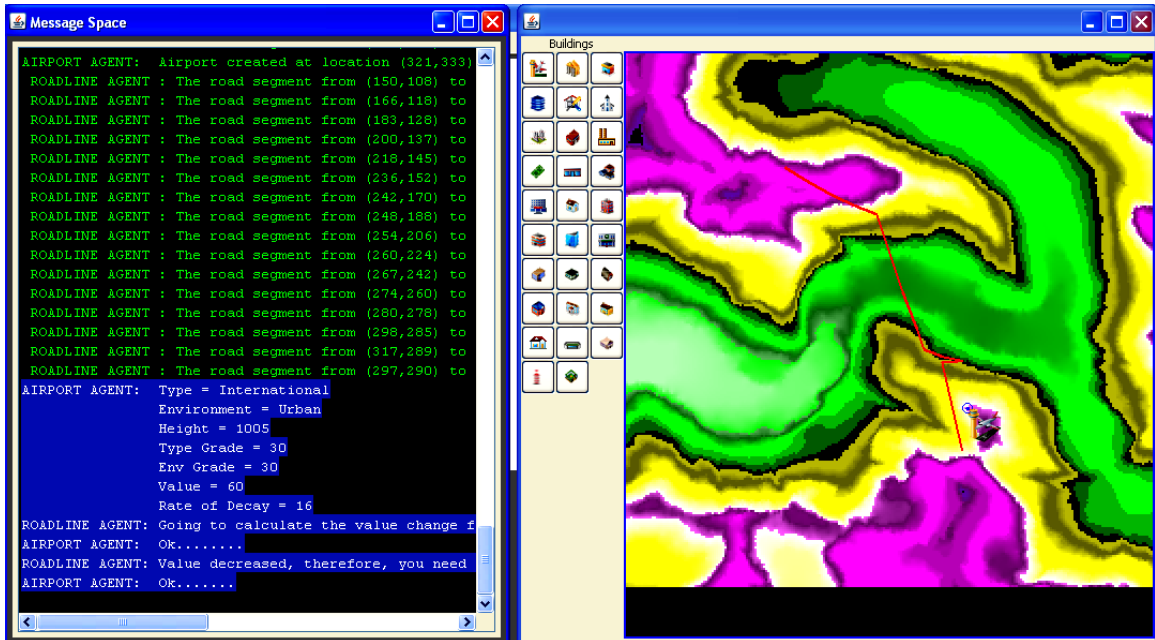 Message Space
AIRPORT AGENT: Airport created at location (321,333)
ROADLINE AGENT : The road segment from (150,108) to
ROADLINE AGENT : The road segment from (166,118) to
ROADLINE AGENT : The road segment from (183,128) to
ROADLINE AGENT : The road segment from (200,137) to
ROADLINE AGENT : The road segment from (218,145) to
ROADLINE AGENT : The road segment from (236,152) to
ROADLINE AGENT : The road segment from (242,170) to
ROADLINE AGENT : The road segment from (248,188) to
ROADLINE AGENT : The road segment from (254,206) to
ROADLINE AGENT : The road segment from (260,224) to
ROADLINE AGENT : The road segment from (267,242) to
ROADLINE AGENT : The road segment from (274,260) to
ROADLINE AGENT : The road segment from (280,278) to
ROADLINE AGENT : The road segment from (298,285) to
ROADLINE AGENT : The road segment from (317,289) to
ROADLINE AGENT : The road segment from (297,290) to
AIRPORT AGENT: Type = International
Environment = Urban
Height = 1005
Type Grade = 30
Env Grade = 30
Value = 60
Rate of Decay = 16
ROADLINE AGENT: Going to calculate the value change f
AIRPORT AGENT: Ok........
ROADLINE AGENT: Value decreased, therefore, you need
AIRPORT AGENT: Ok.......
Buildings